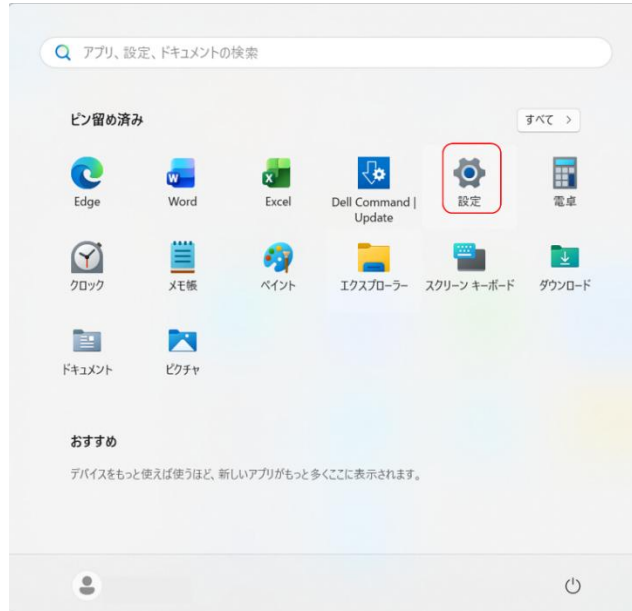 アプリ、設定、ドキュメントの検索
ピン留め済み
すべて
Edge
Word
Excel
Dell Command |
Update
設定
電卓
クロック
メモ帳
ペイント
エクスプローラー
スクリーン キーボード
ダウンロード
ドキュメント
ピクチャ
おすすめ
デバイスをもっと使えば使うほど、新しいアプリがもっと多くここに表示されます。